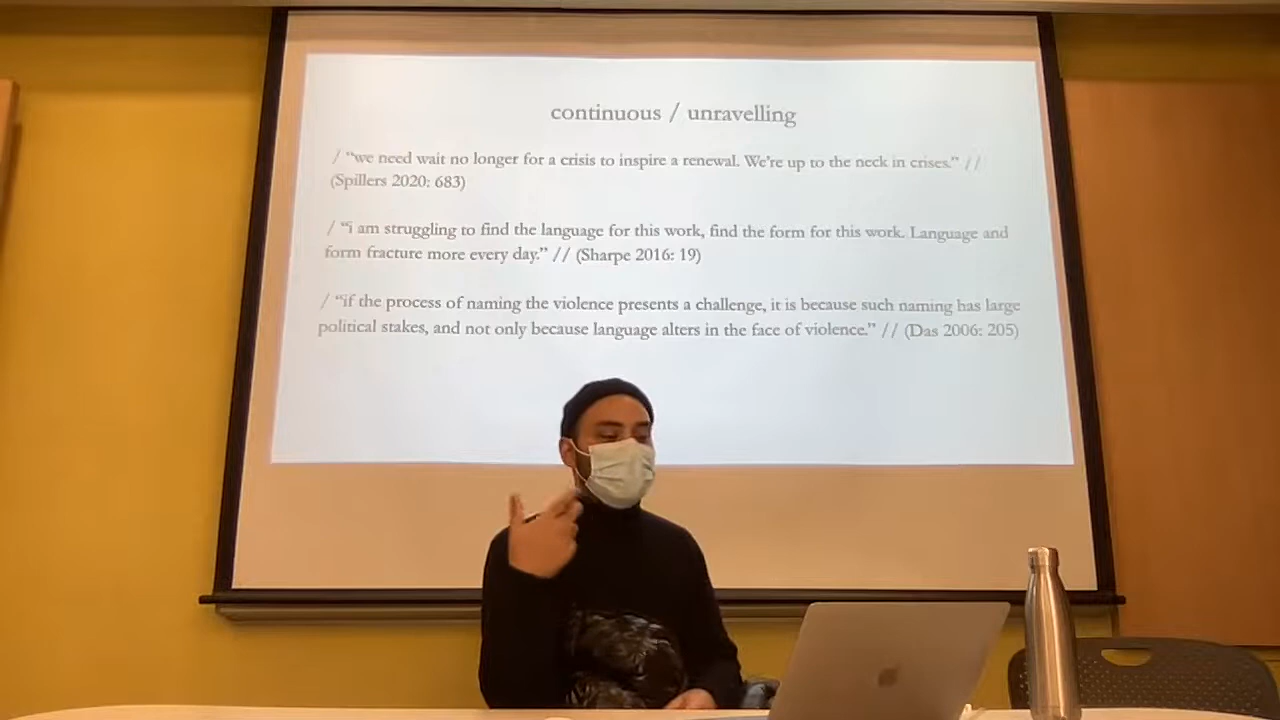 continuous / unravelling
/ “we need wait no longer for a crisis to inspire a renewal. We’re up to the neck in crises.” //
(Spillers 2020: 683)
/ “i am struggling to find the language for this work, find the form for this work. Language and
form fracture more every day.” // (Sharpe 2016: 19)
/ “if the process of naming the violence presents a challenge, it is because such naming has large
political stakes, and not only because language alters in the face of violence.” // (Das 2006: 205)